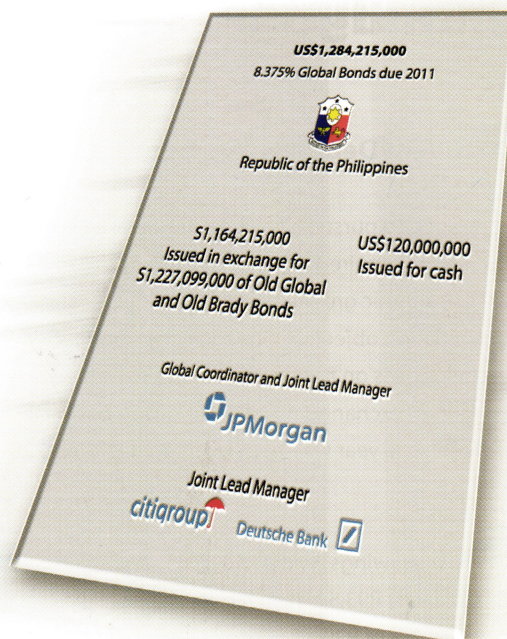 US$1,284,215,000
8.375% Global Bonds due 2011
Republic of the Philippines
S1,164,215,000
Issued in exchange for
S1,227,099,000 of Old Global
and Old Brady Bonds
US$120,000,000
Issued for cash
Global Coordinator and Joint Lead Manager
JPMorgan
Joint Lead Manager
citigroup
Deutsche Bank